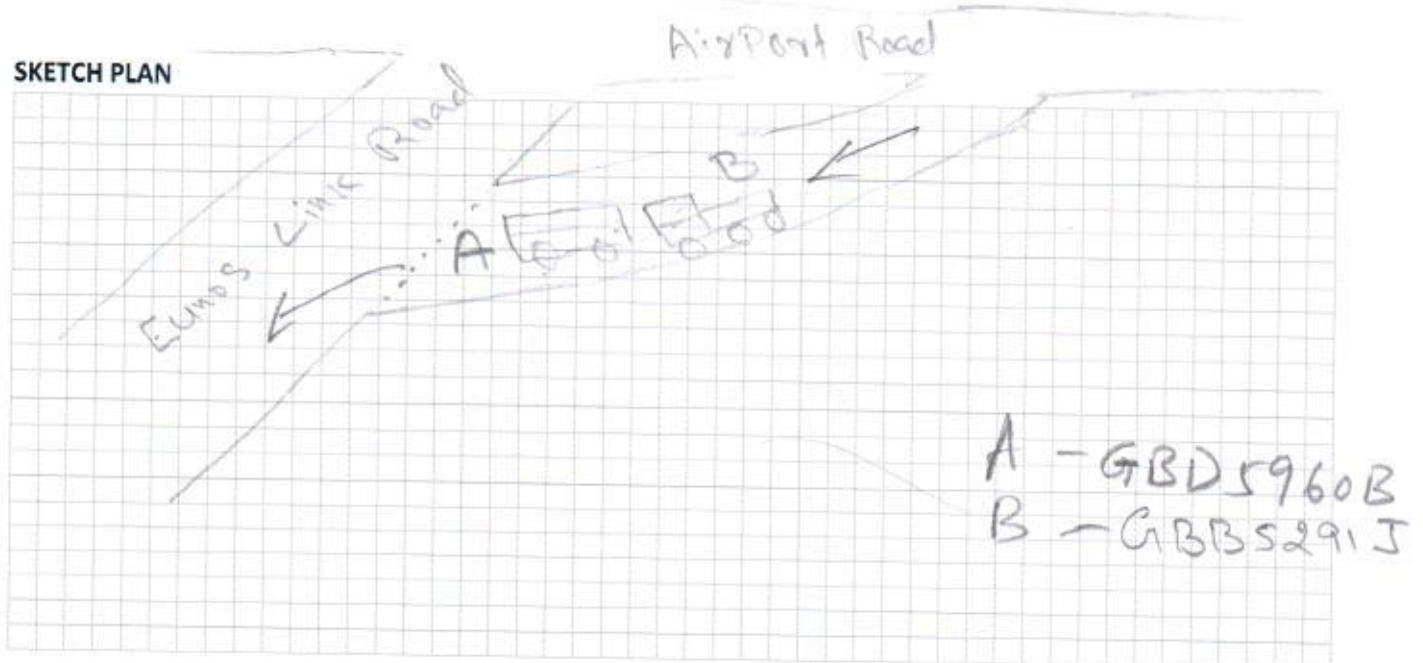 AirPort Road
SKETCH PLAN
Eunos Link Road
B
A
A - GBD5960B
B - GBB5291J